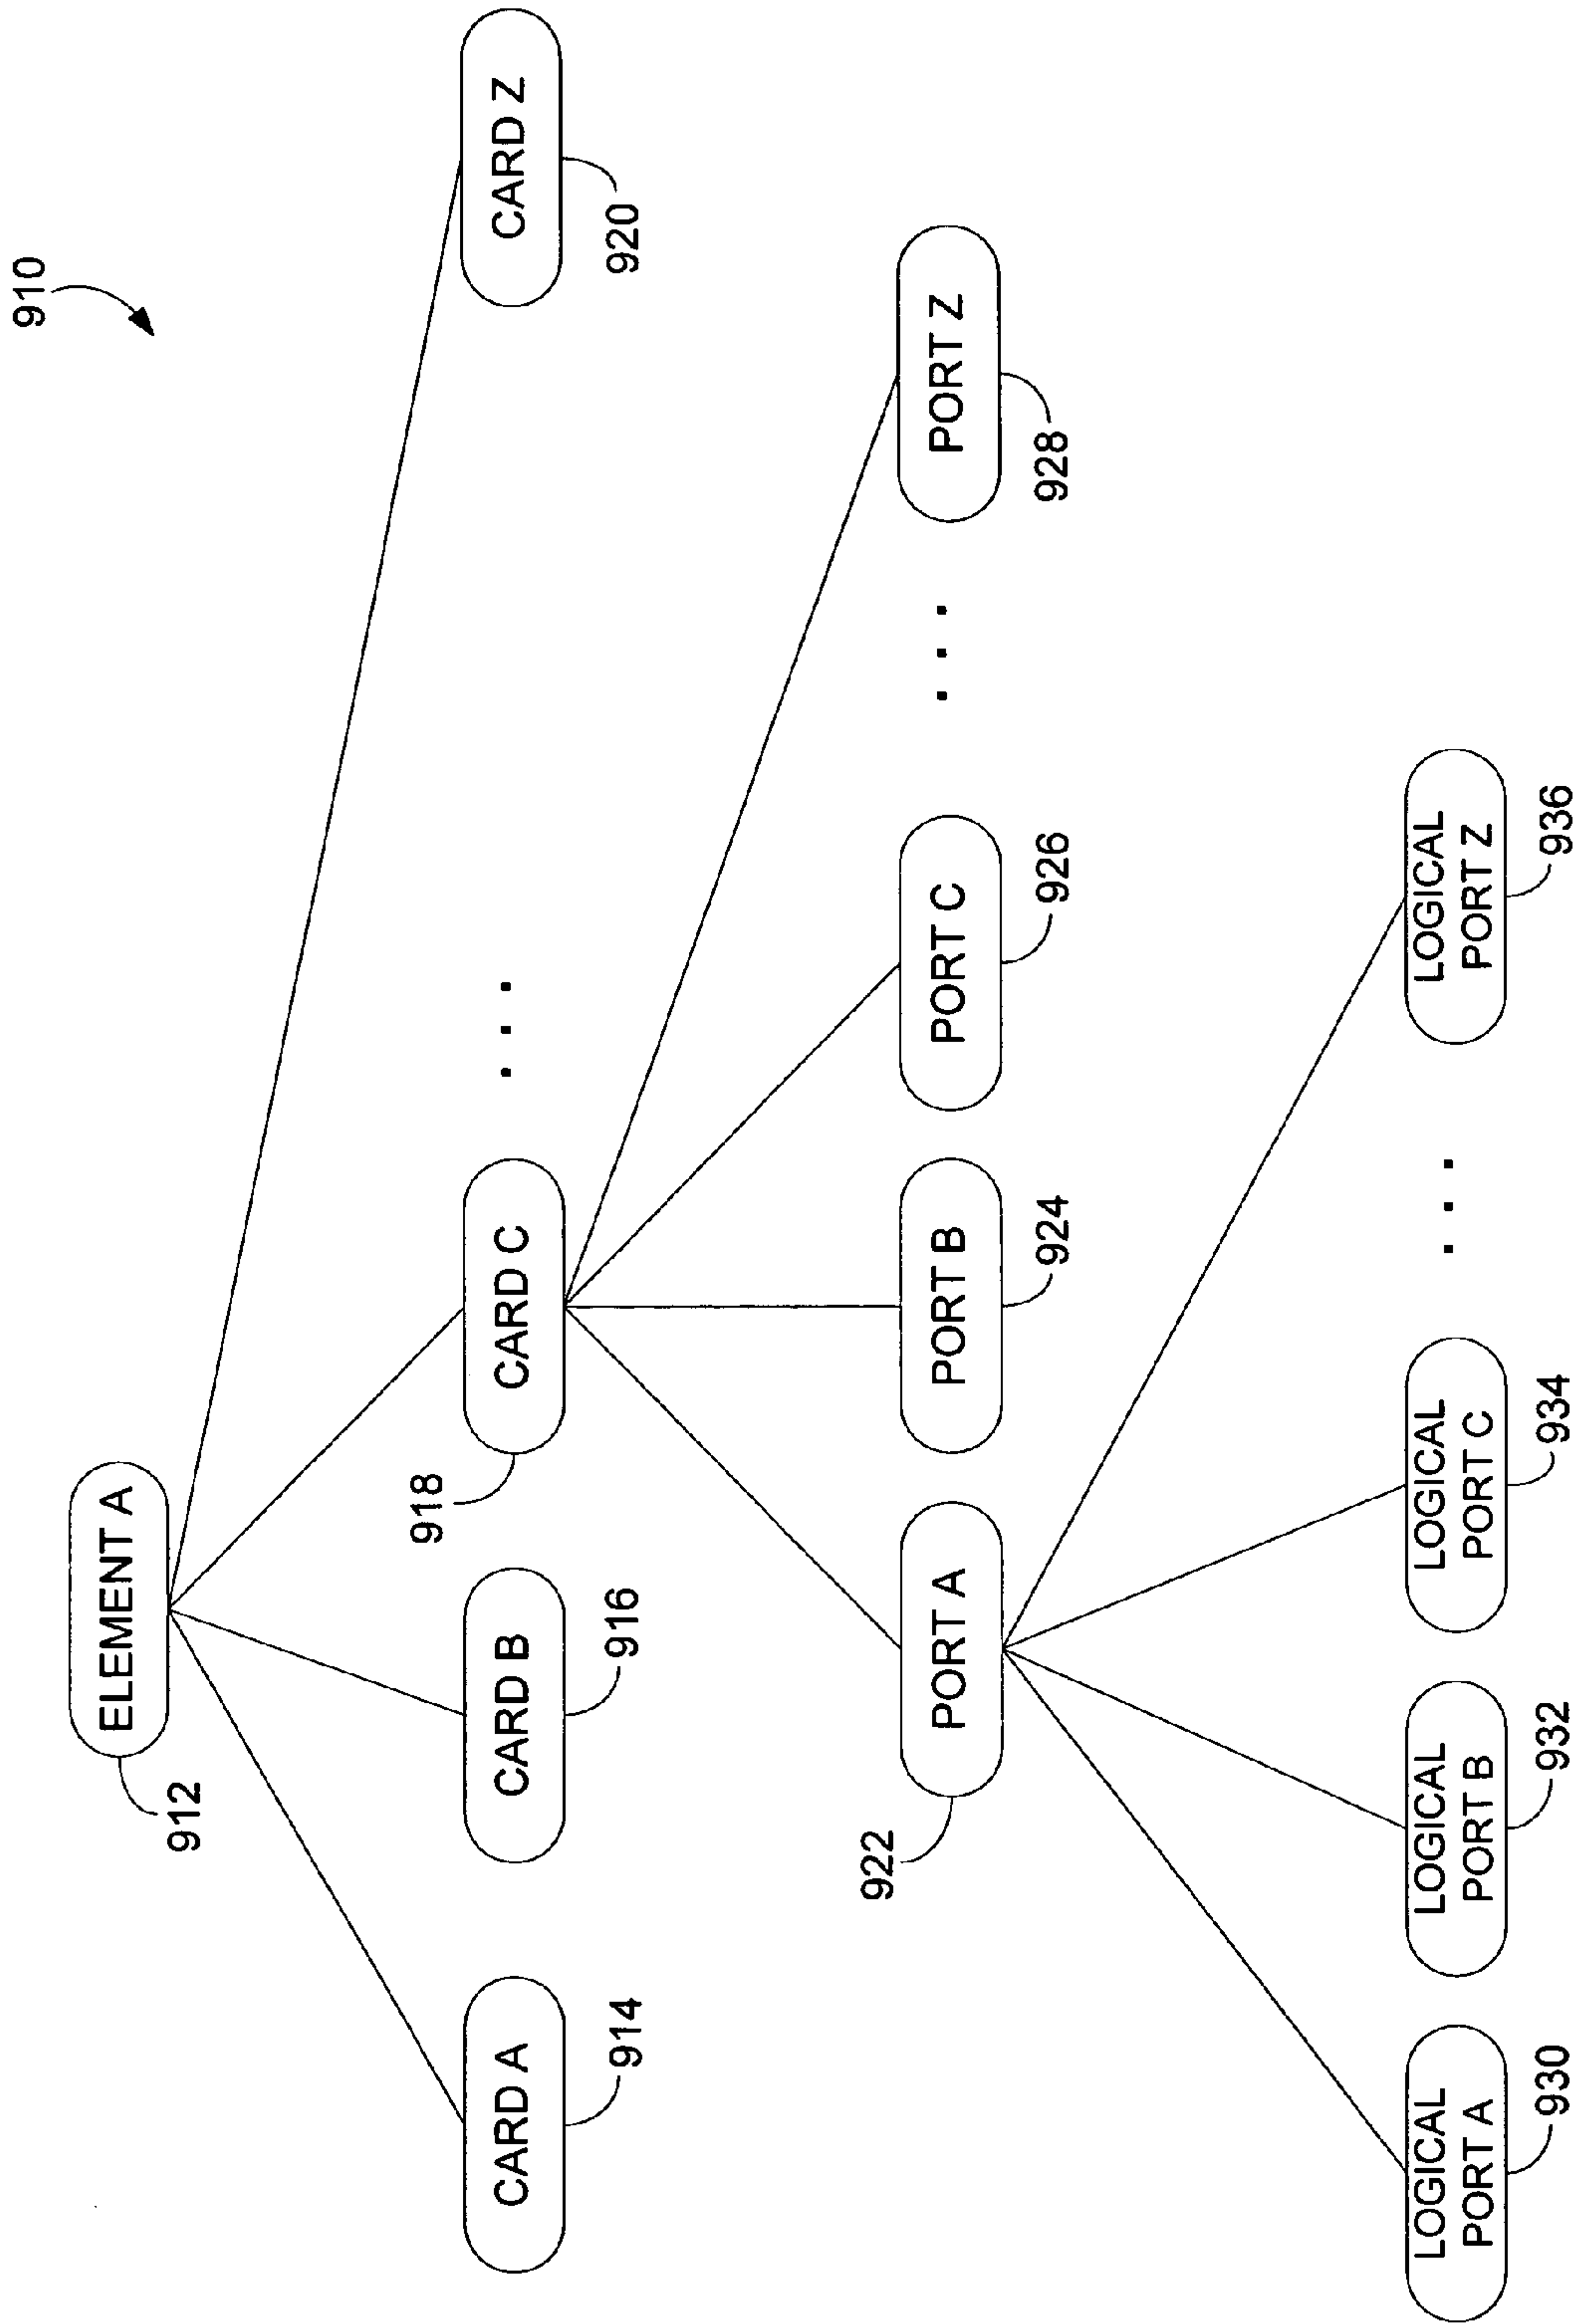 910
ELEMENT A
912
CARD A
914
CARD B
916
CARD C
918
. . .
CARD Z
920
PORT A
922
PORT B
924
PORT C
926
. . .
PORT Z
928
LOGICAL
PORT A
930
LOGICAL
PORT B
932
LOGICAL
PORT C
934
. . .
LOGICAL
PORT Z
936